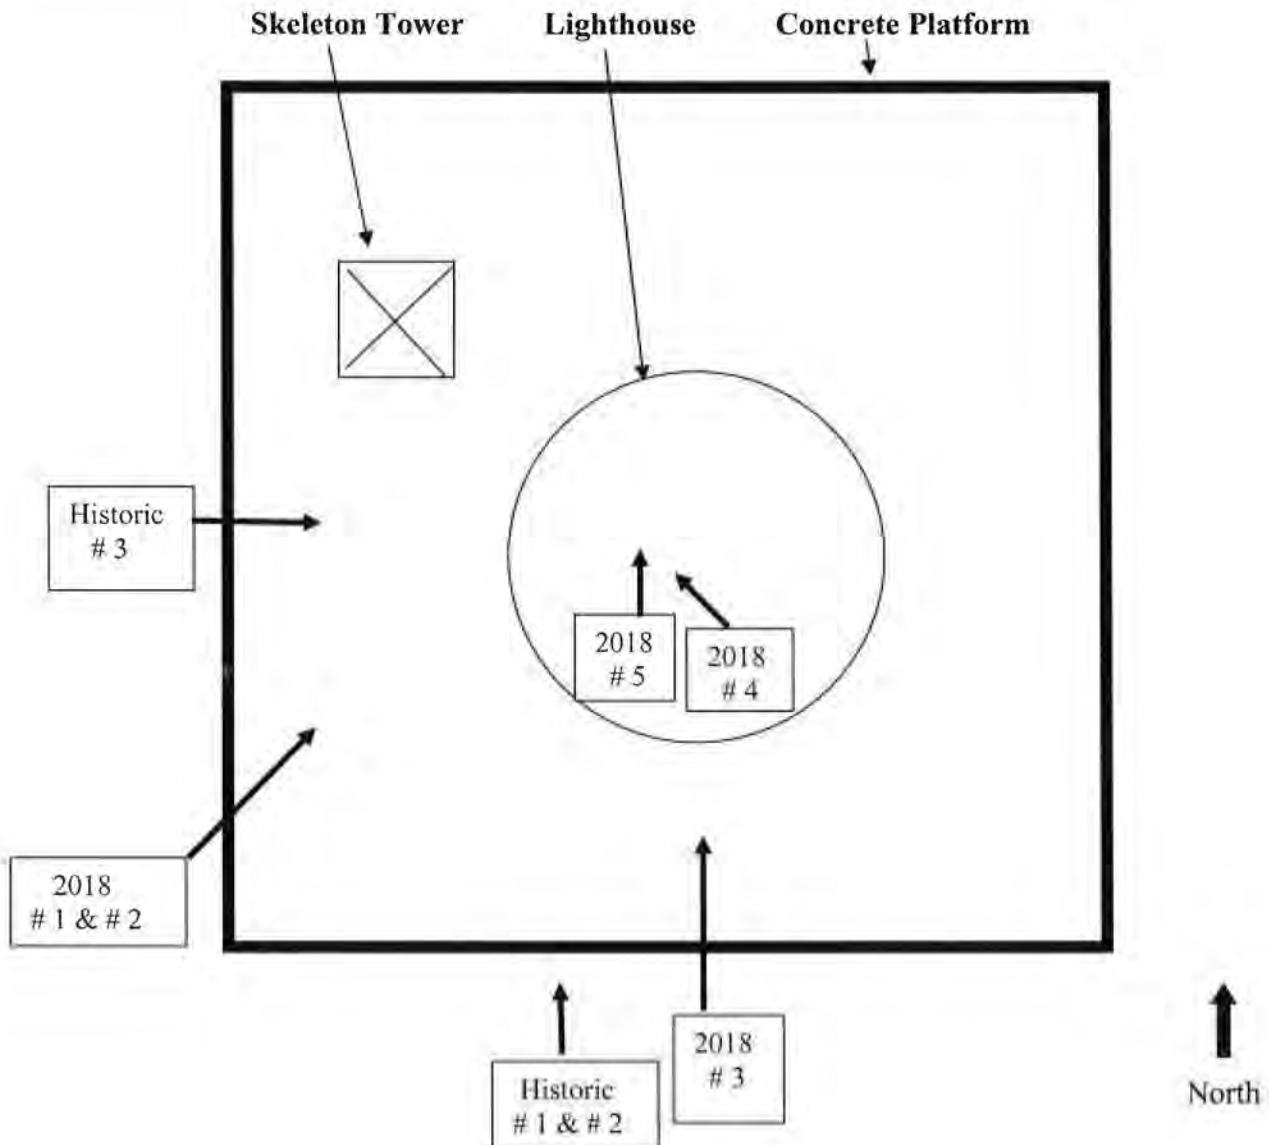 Skeleton Tower
Lighthouse
Concrete Platform
Historic
# 3
2018
# 5
2018
# 4
2018
# 1 & # 2
2018
# 3
Historic
# 1 & # 2
North